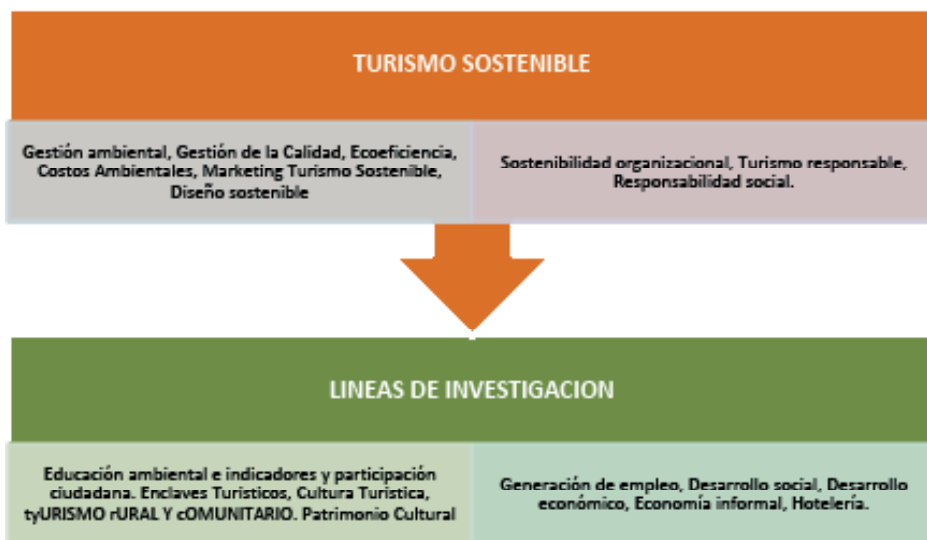 TURISMO SOSTENIBLE
Gestión ambiental, Gestión de la Calidad, Ecoeficiencia,
Costos Ambientales, Marketing Turismo Sostenible,
Diseño sostenible
Sostenibilidad organizacional, Turismo responsable,
Responsabilidad social.
LINEAS DE INVESTIGACION
Educación ambiental e indicadores y participación
ciudadana. Enclaves Turísticos, Cultura Turística,
tyURISMO rURAL Y cOMUNITARIO. Patrimonio Cultural
Generación de empleo, Desarrollo social, Desarrollo
económico, Economía informal, Hotelería.